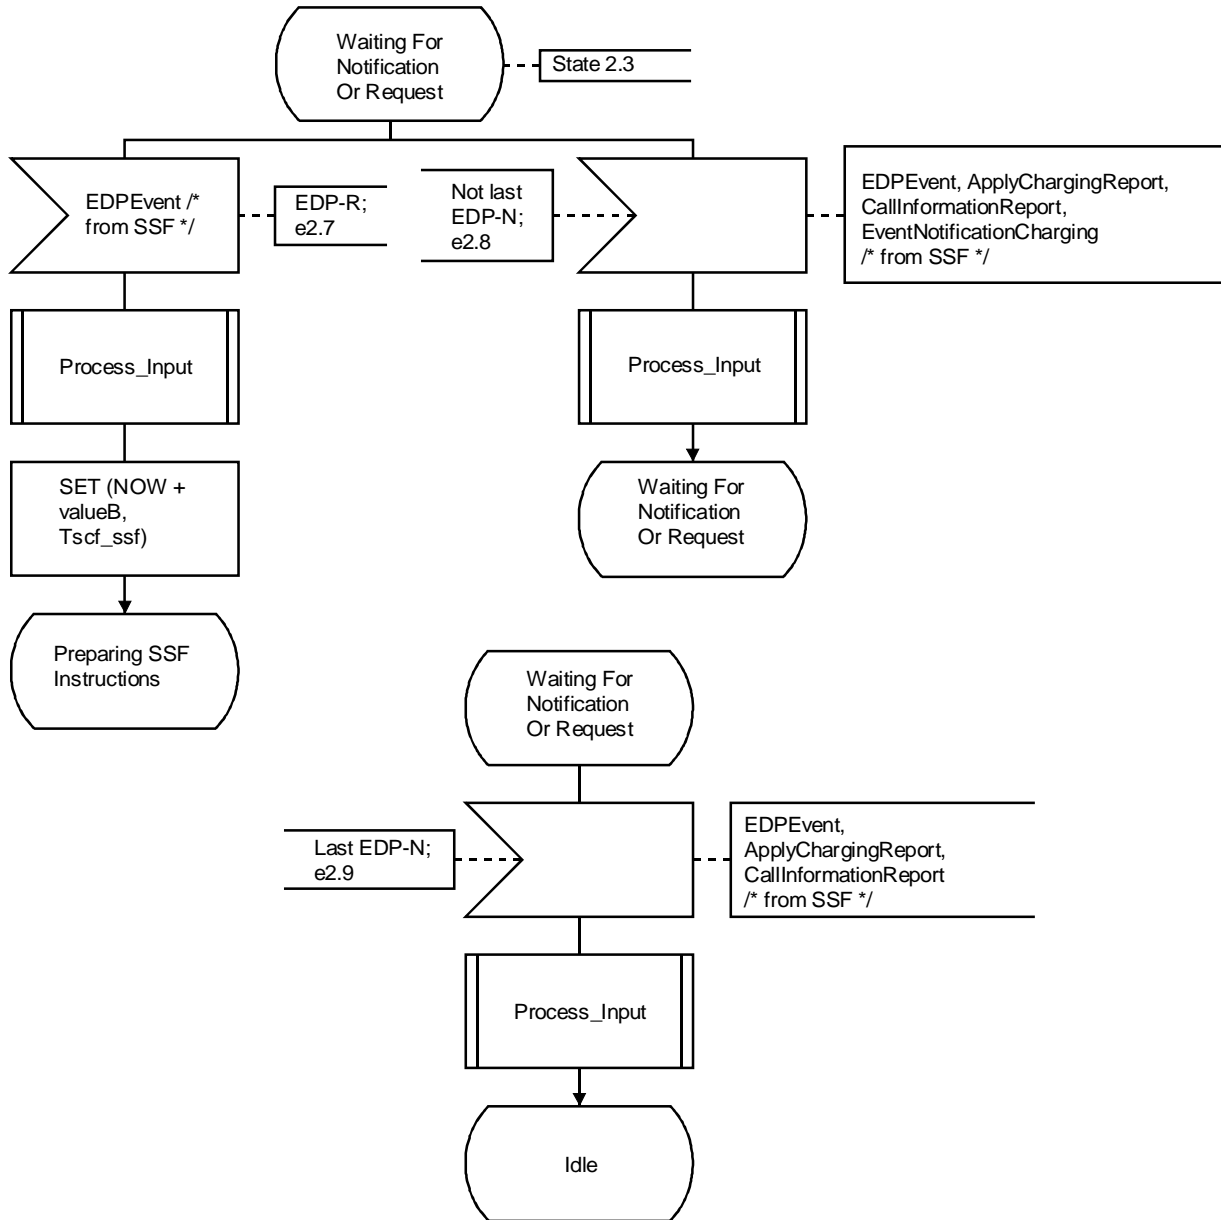 Waiting For
Notification
Or Request
State 2.3
EDPEvent /*
from SSF */
EDP-R;
e2.7
Not last
EDP-N;
e2.8
EDPEvent, ApplyChargingReport,
CallInformationReport,
EventNotificationCharging
/* from SSF */
Process_Input
Process_Input
SET (NOW +
valueB,
Tscf_ssf)
Waiting For
Notification
Or Request
Preparing SSF
Instructions
Waiting For
Notification
Or Request
Last EDP-N;
e2.9
EDPEvent,
ApplyChargingReport,
CallInformationReport
/* from SSF */
Process_Input
Idle